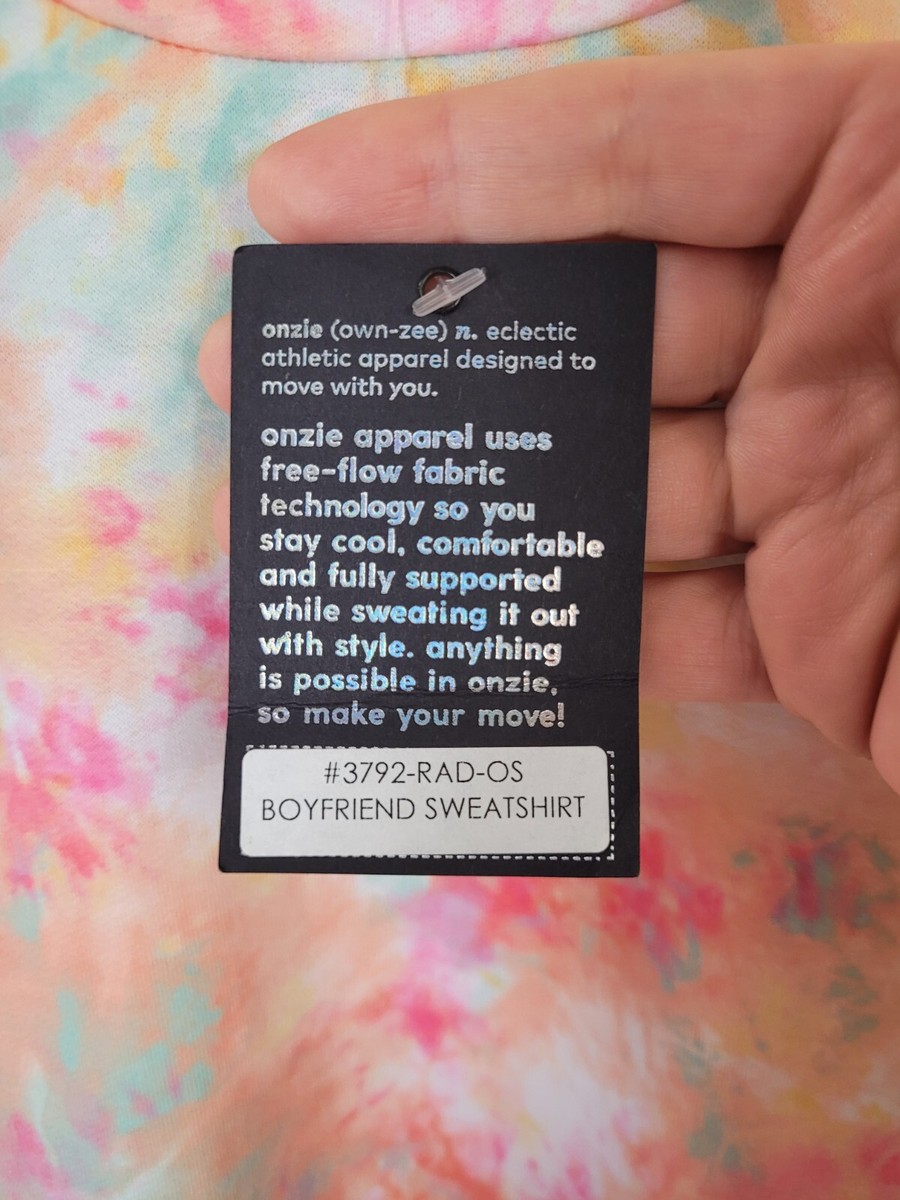 onzie (own-zee) n. eclectic
athletic apparel designed to
move with you.
onzie apparel uses
free-flow fabric
technology so you
stay cool, comfortable
and fully supported
while sweating it out
with style. anything
is possible in onzie,
so make your move!
#3792-RAD-OS
BOYFRIEND SWEATSHIRT